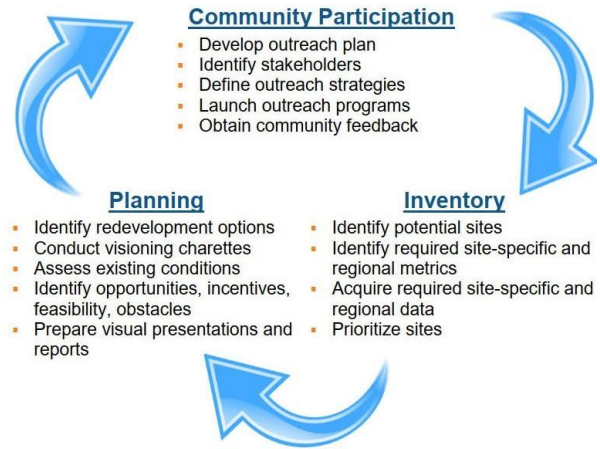 Community Participation
▪ Develop outreach plan
▪ Identify stakeholders
▪ Define outreach strategies
▪ Launch outreach programs
▪ Obtain community feedback
Planning
▪ Identify redevelopment options
▪ Conduct visioning charettes
▪ Assess existing conditions
▪ Identify opportunities, incentives,
feasibility, obstacles
▪ Prepare visual presentations and
reports
Inventory
▪ Identify potential sites
▪ Identify required site-specific and
regional metrics
▪ Acquire required site-specific and
regional data
▪ Prioritize sites